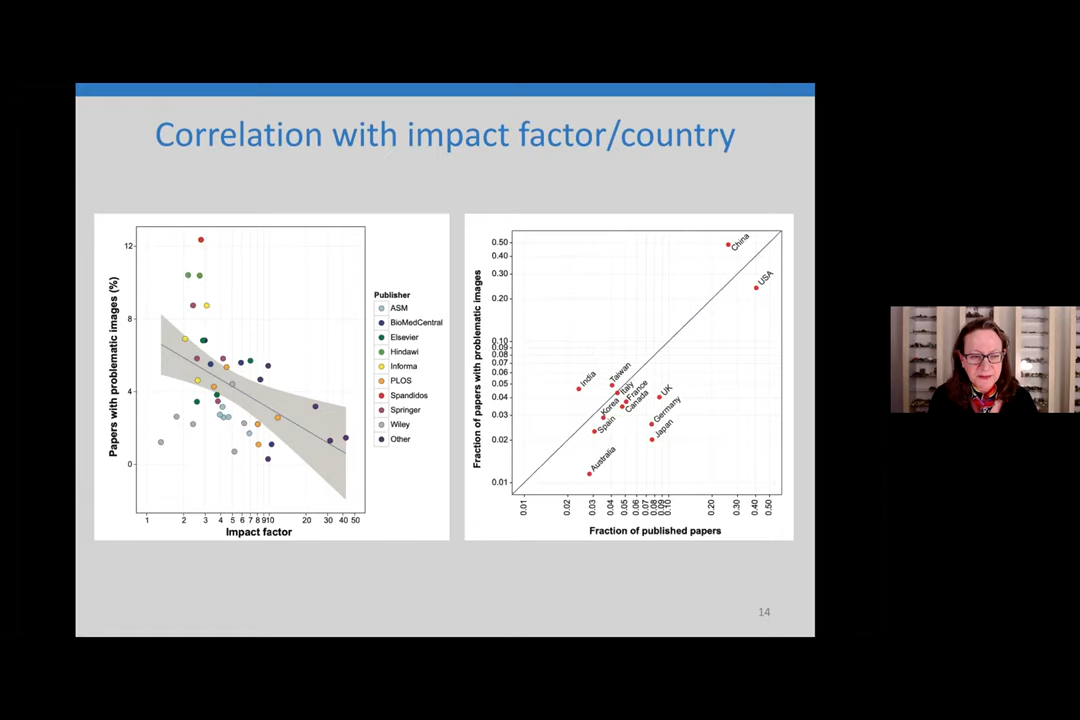 Correlation with impact factor/country
Papers with problematic images (%)
12
8
4
0
1
2
3
4
5
6
7
8
9
10
20
30
40
50
Impact factor
Publisher
ASM
BioMedCentral
Elsevier
Hindawi
Informa
PLOS
Spandidos
Springer
Wiley
Other
Fraction of papers with problematic images
0.50
0.40
0.30
0.20
0.10
0.09
0.08
0.07
0.06
0.05
0.04
0.03
0.02
0.01
China
USA
India
Taiwan
Italy
France
Canada
Korea
Spain
UK
Germany
Japan
Australia
0.01
0.02
0.03
0.04
0.05
0.06
0.07
0.08
0.09
0.10
0.20
0.30
0.40
0.50
Fraction of published papers
14